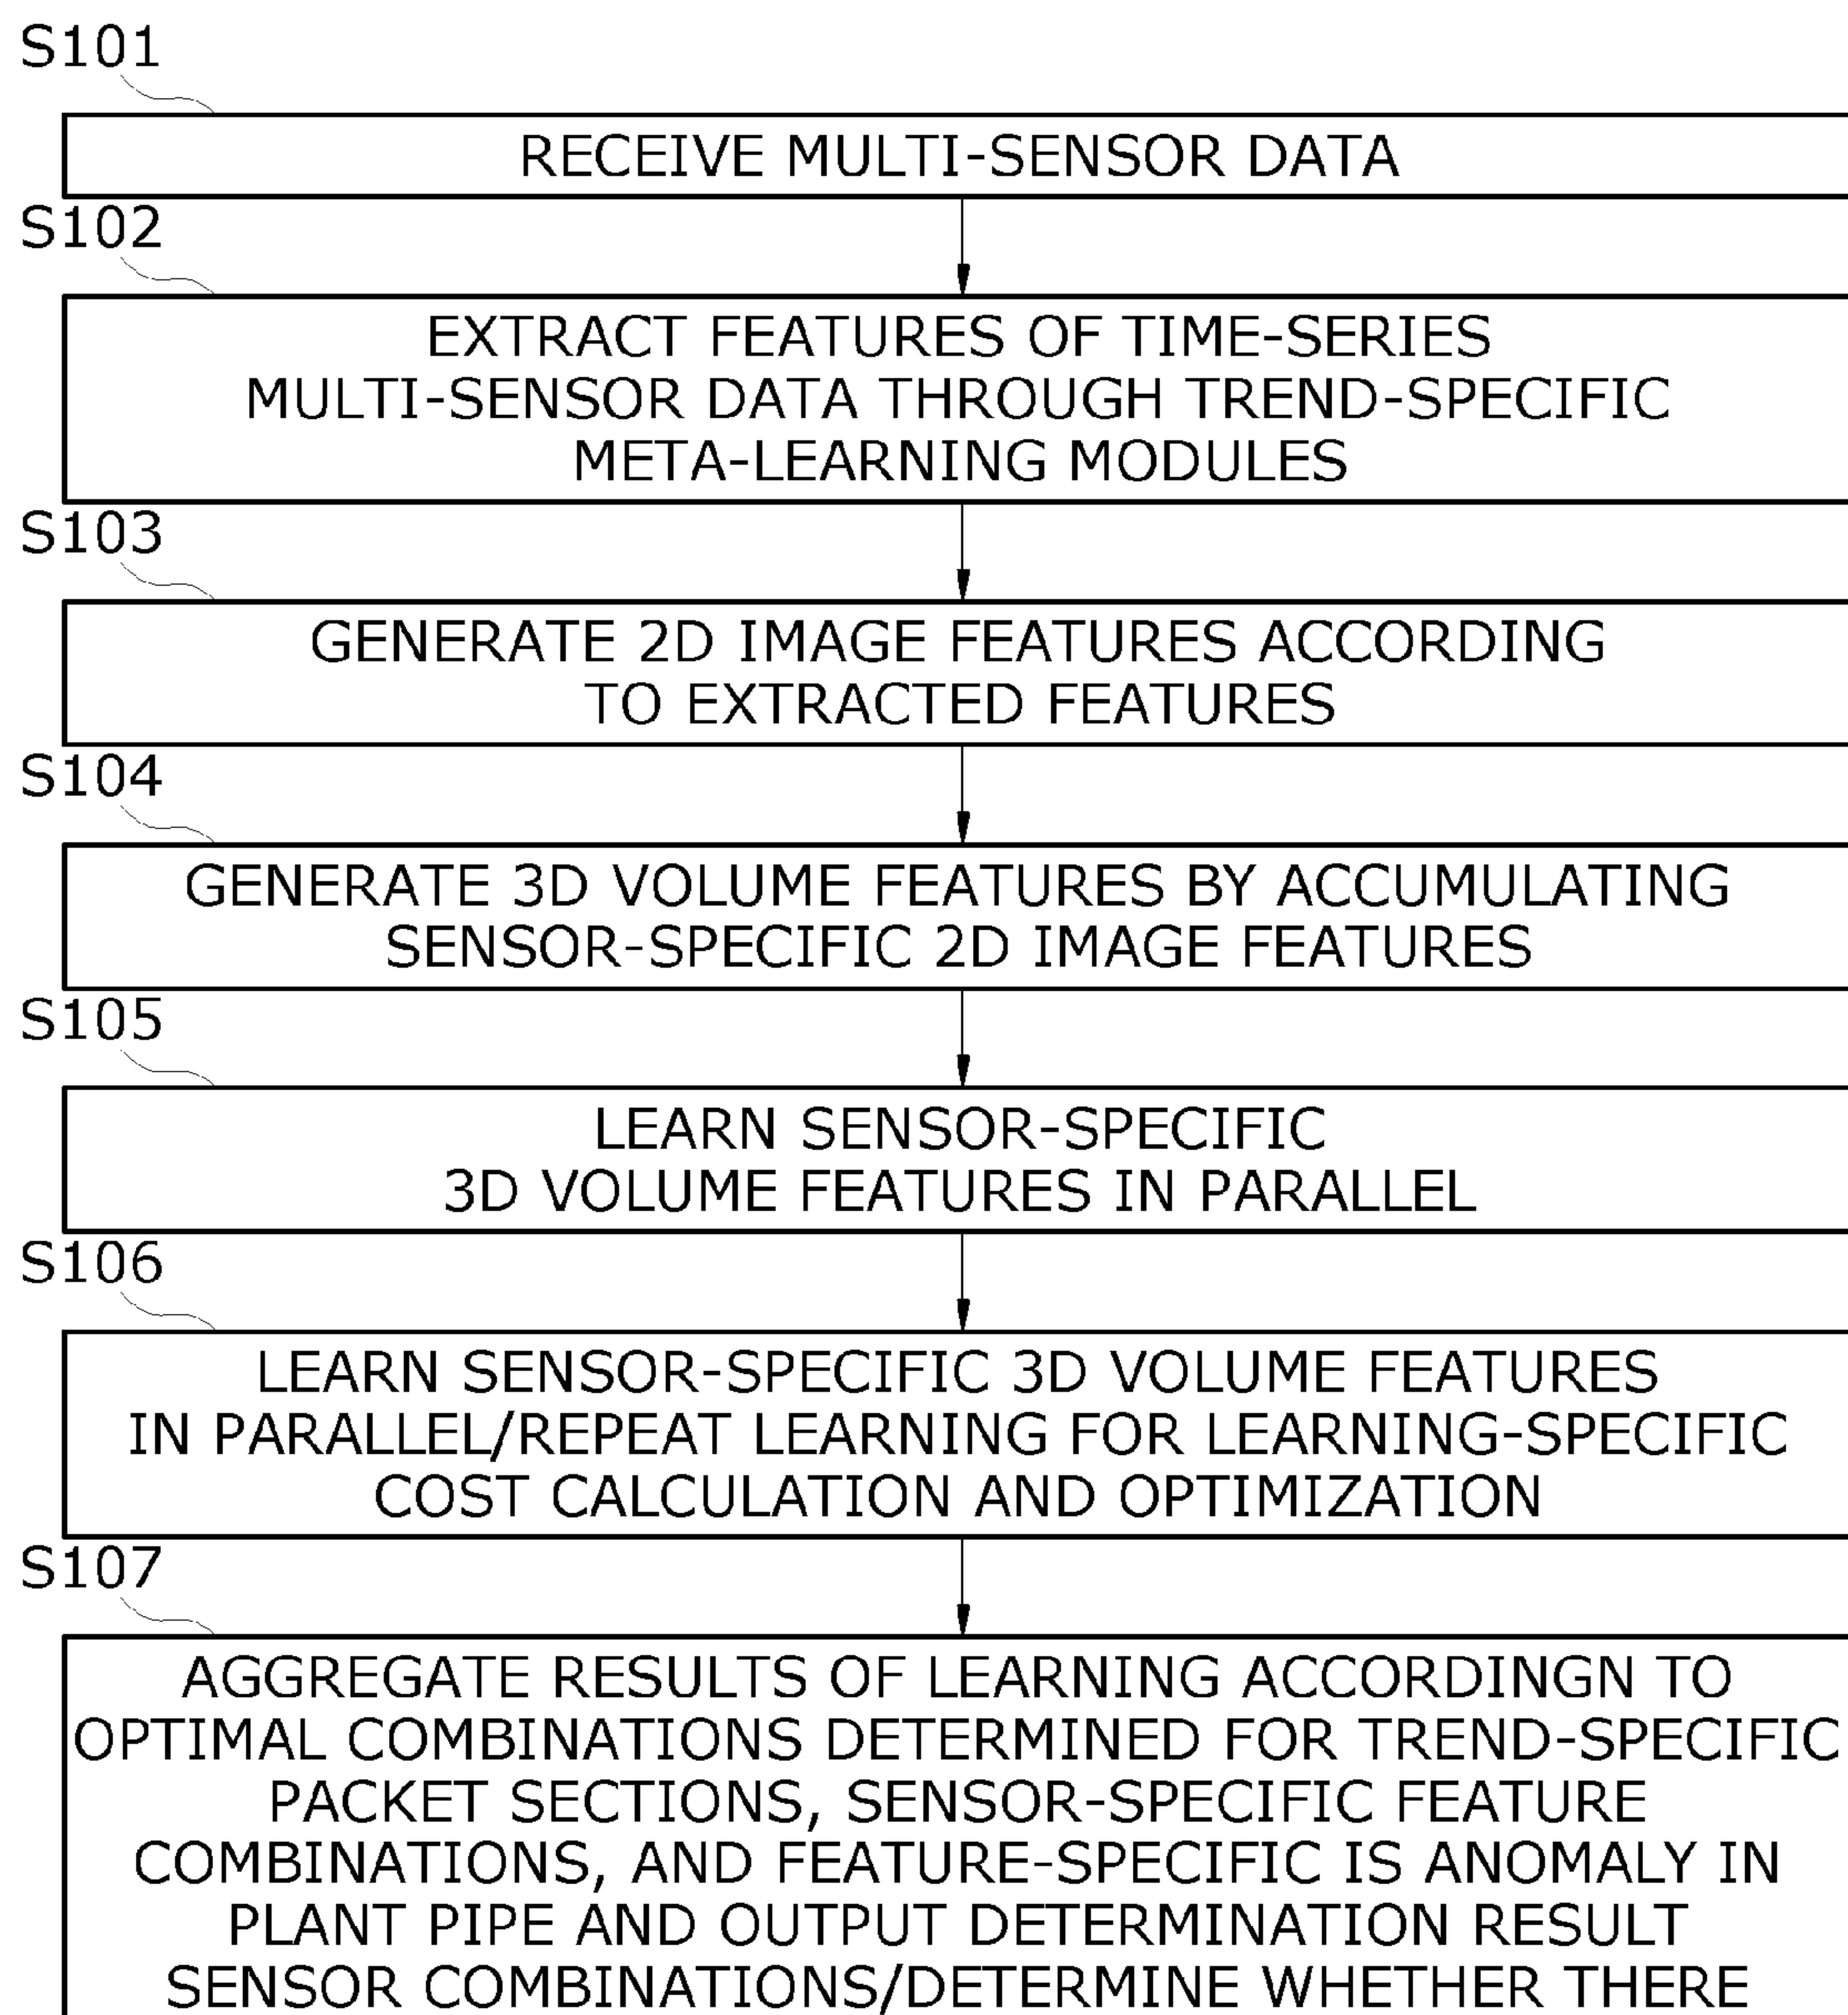 S101
RECEIVE MULTI-SENSOR DATA
S102
EXTRACT FEATURES OF TIME-SERIES
MULTI-SENSOR DATA THROUGH TREND-SPECIFIC
META-LEARNING MODULES
S103
GENERATE 2D IMAGE FEATURES ACCORDING
TO EXTRACTED FEATURES
S104
GENERATE 3D VOLUME FEATURES BY ACCUMULATING
SENSOR-SPECIFIC 2D IMAGE FEATURES
S105
LEARN SENSOR-SPECIFIC
3D VOLUME FEATURES IN PARALLEL
S106
LEARN SENSOR-SPECIFIC 3D VOLUME FEATURES
IN PARALLEL/REPEAT LEARNING FOR LEARNING-SPECIFIC
COST CALCULATION AND OPTIMIZATION
S107
AGGREGATE RESULTS OF LEARNING ACCORDINGN TO
OPTIMAL COMBINATIONS DETERMINED FOR TREND-SPECIFIC
PACKET SECTIONS, SENSOR-SPECIFIC FEATURE
COMBINATIONS, AND FEATURE-SPECIFIC IS ANOMALY IN
PLANT PIPE AND OUTPUT DETERMINATION RESULT
SENSOR COMBINATIONS/DETERMINE WHETHER THERE